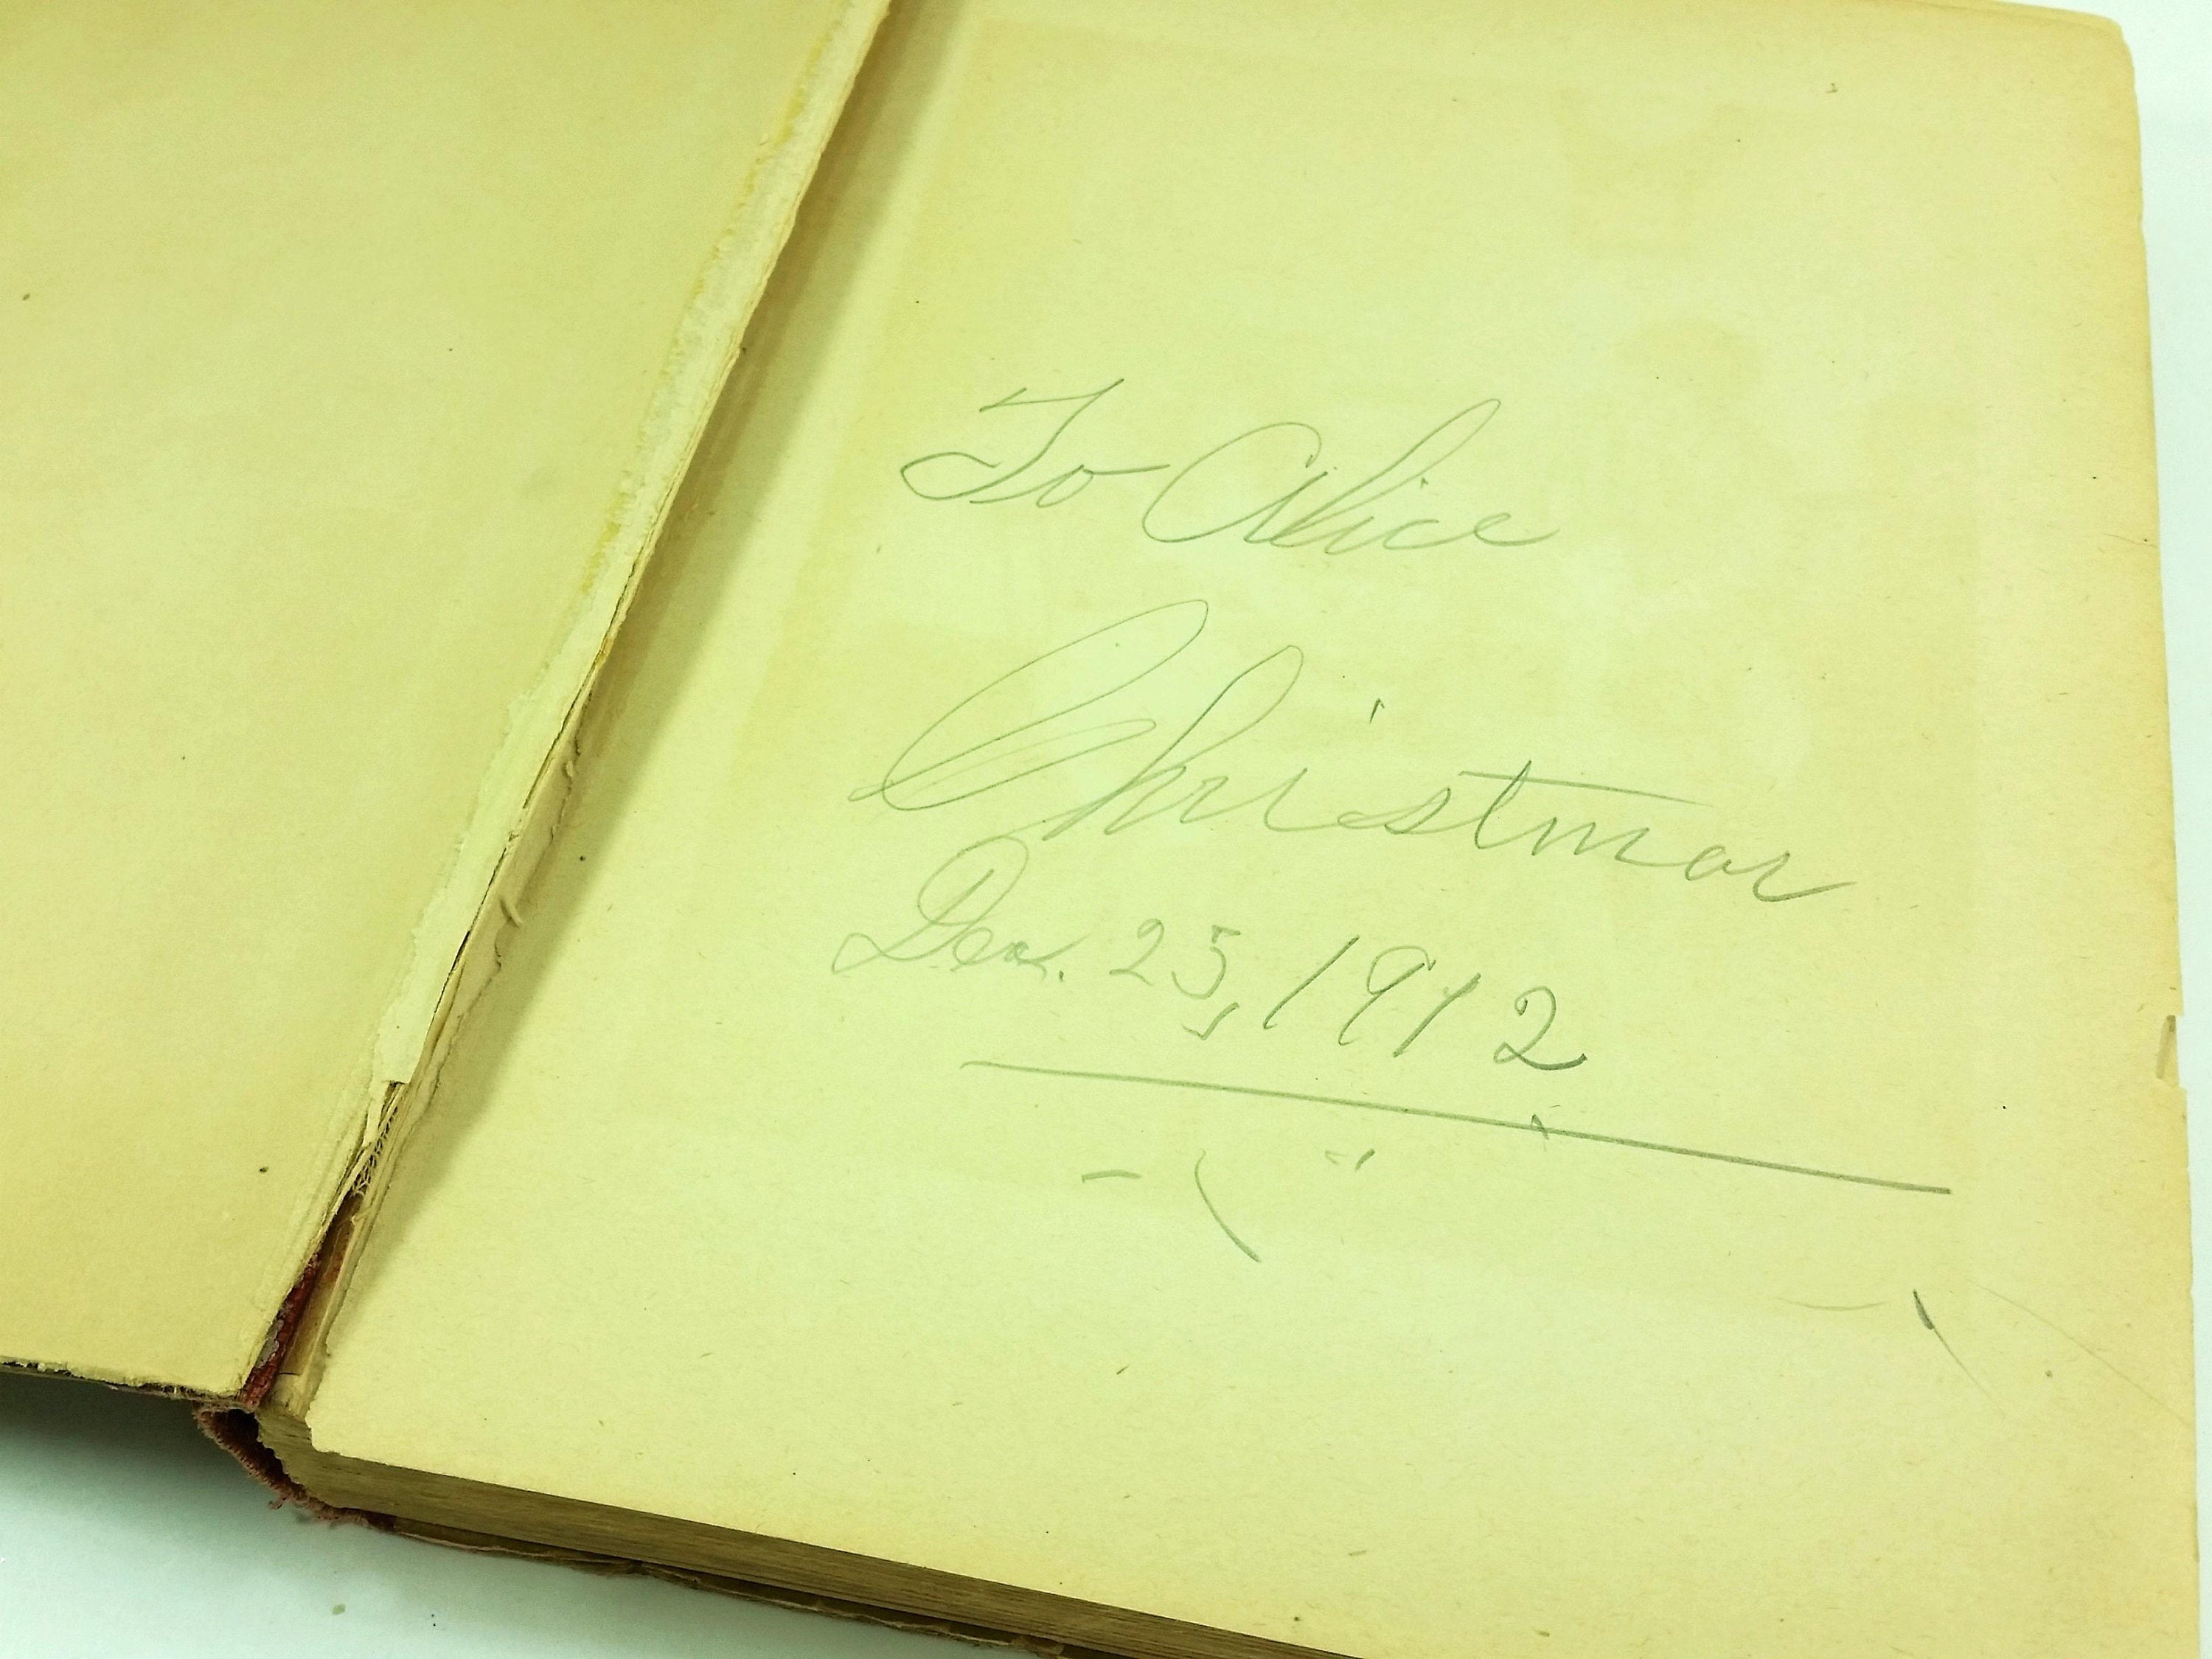 To Alice
Christmas
Dec. 25, 1912